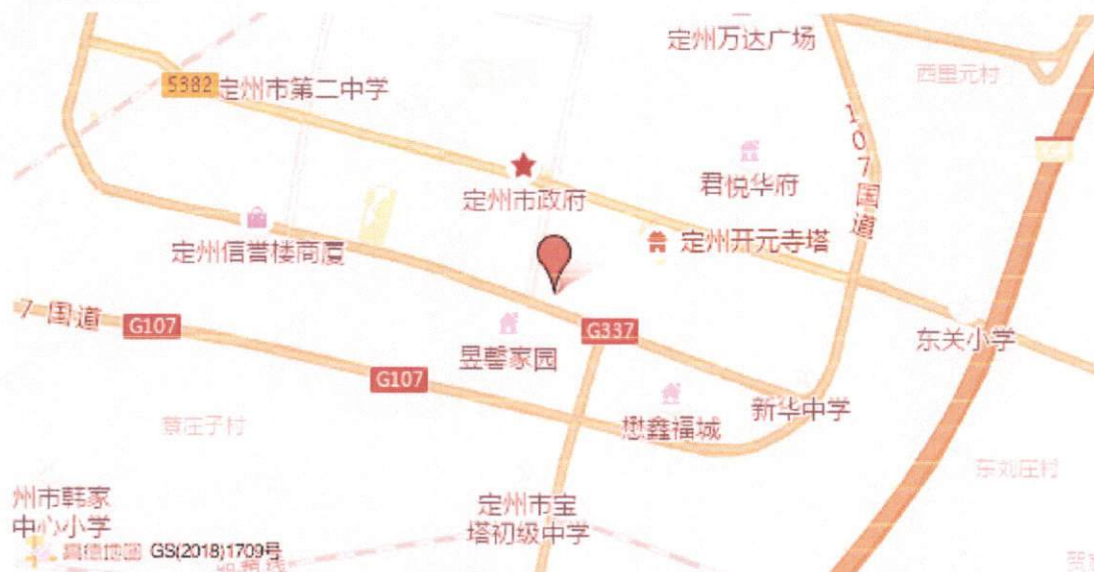 定州万达广场
西里元村
S382
定州市第二中学
107国道
君悦华府
定州市政府
定州开元寺塔
定州信誉楼商厦
7 国道
G107
G337
东关小学
昱馨家园
G107
新华中学
懋鑫福城
东刘庄村
州市韩家
中心小学
定州市宝
塔初级中学
高德地图 GS(2018)1709号